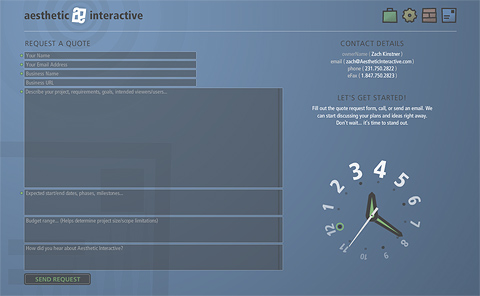 aesthetic interactive
REQUEST A QUOTE
Your Name
Your Email Address
Business Name
Business URL
Describe your project, requirements, goals, interested viewers/users...
Expected start/end dates, phases, milestones...
Budget range... (Helps determine project size/scope limitations)
How did you hear about Aesthetic Interactive?
SEND REQUEST
CONTACT DETAILS
ownerName { Zach Kinstner }
email { zach@AestheticInteractive.com }
phone { 231.750.2822 }
eFax { 1.847.750.2823 }
LET'S GET STARTED!
Fill out the quote request form, call, or send an email. We
can start discussing your plans and ideas right away.
Don't wait... it's time to stand out.
1
2
3
4
5
6
7
8
9
10
11
12